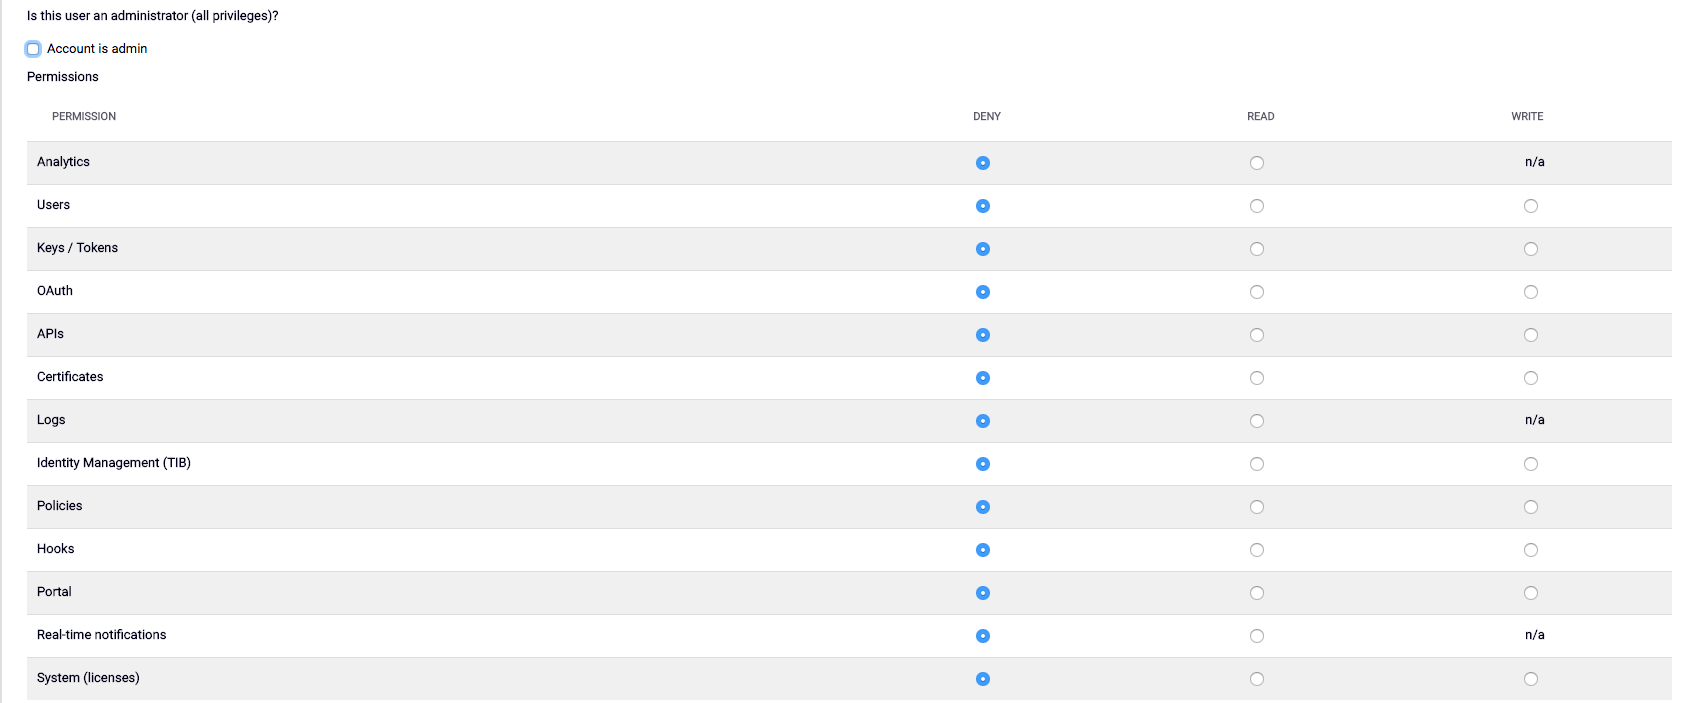 Is this user an administrator (all privileges)?
Account is admin
Permissions
PERMISSION DENY READ WRITE
Analytics n/a
Users
Keys / Tokens
OAuth
APIs
Certificates
Logs n/a
Identity Management (TIB)
Policies
Hooks
Portal
Real-time notifications n/a
System (licenses)